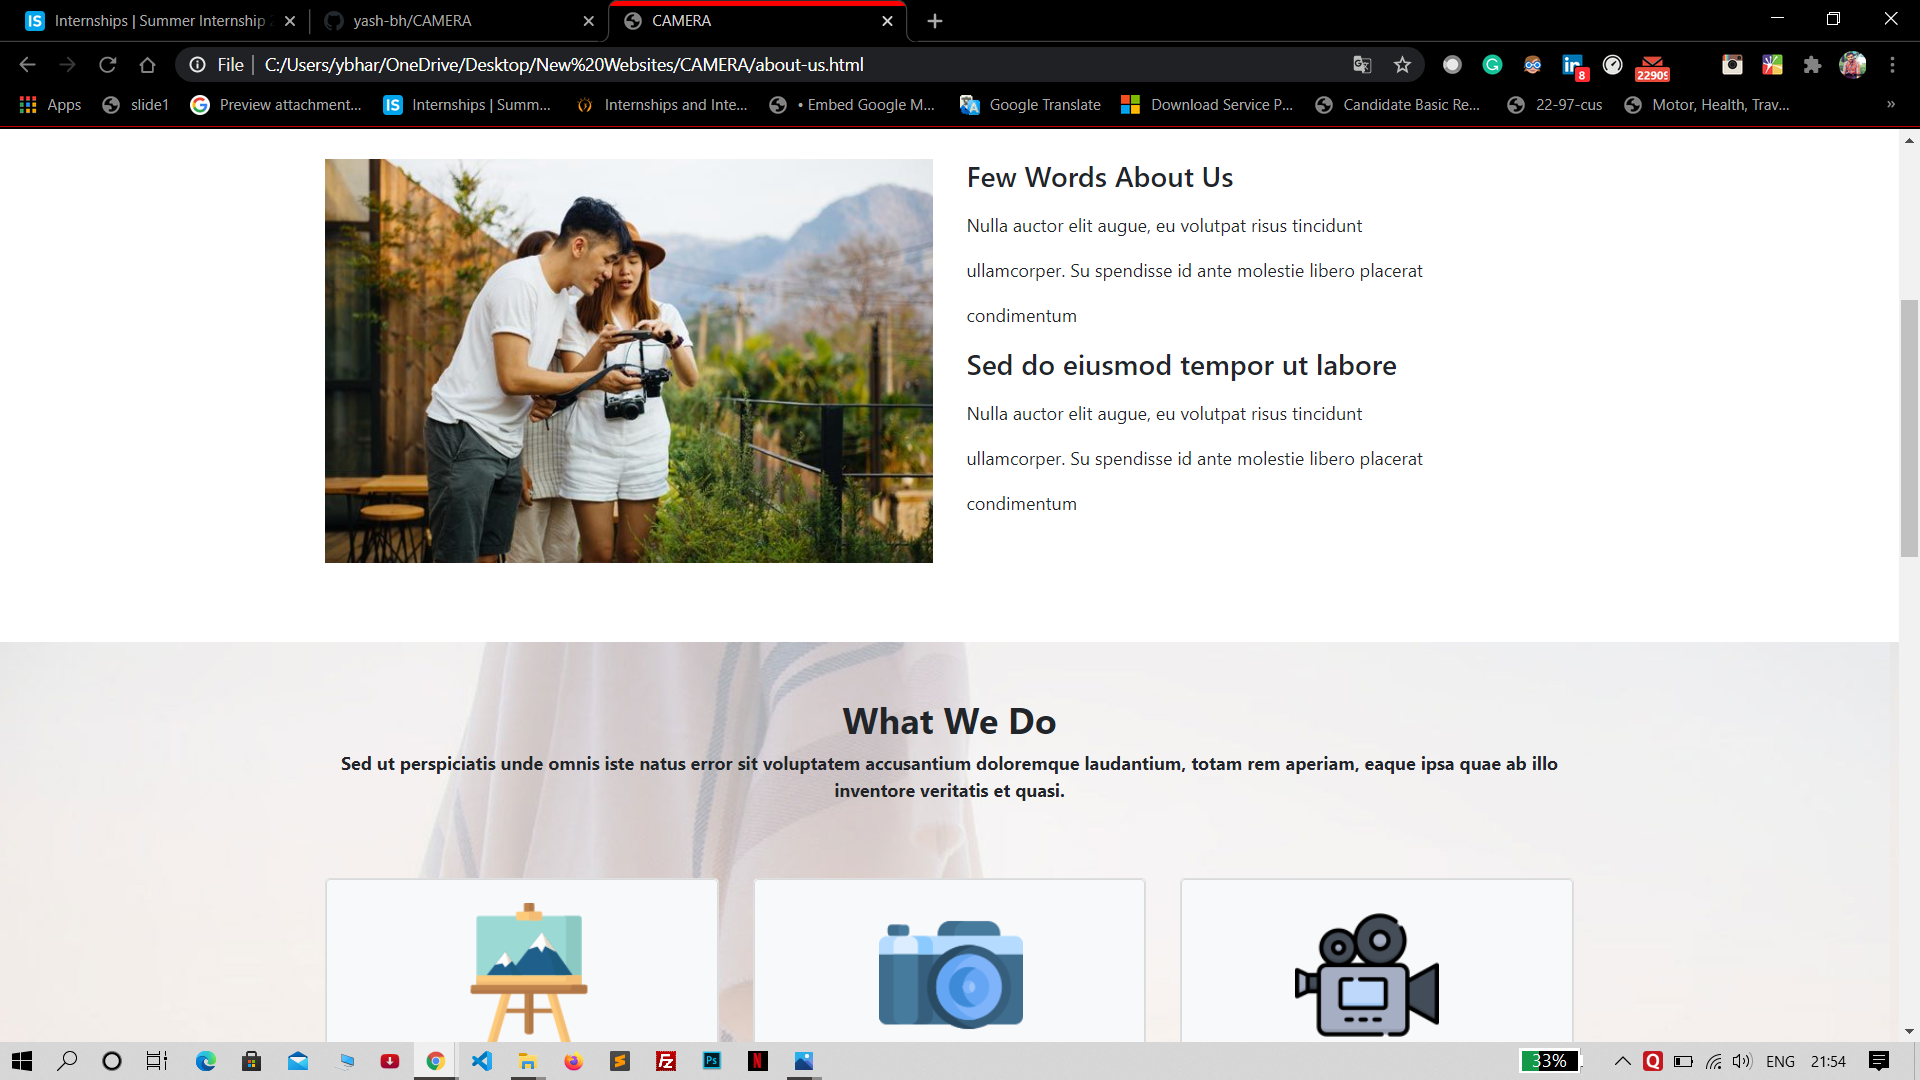 Internships | Summer Internship
yash-bh/CAMERA
CAMERA
File
C:/Users/ybhar/OneDrive/Desktop/New%20Websites/CAMERA/about-us.html
8
22909
Apps
slide1
Preview attachment...
Internships | Summ...
Internships and Inte...
• Embed Google M...
Google Translate
Download Service P...
Candidate Basic Re...
22-97-cus
Motor, Health, Trav...
»
Few Words About Us
Nulla auctor elit augue, eu volutpat risus tincidunt
ullamcorper. Su spendisse id ante molestie libero placerat
condimentum
Sed do eiusmod tempor ut labore
Nulla auctor elit augue, eu volutpat risus tincidunt
ullamcorper. Su spendisse id ante molestie libero placerat
condimentum
What We Do
Sed ut perspiciatis unde omnis iste natus error sit voluptatem accusantium doloremque laudantium, totam rem aperiam, eaque ipsa quae ab illo
inventore veritatis et quasi.
33%
ENG
21:54